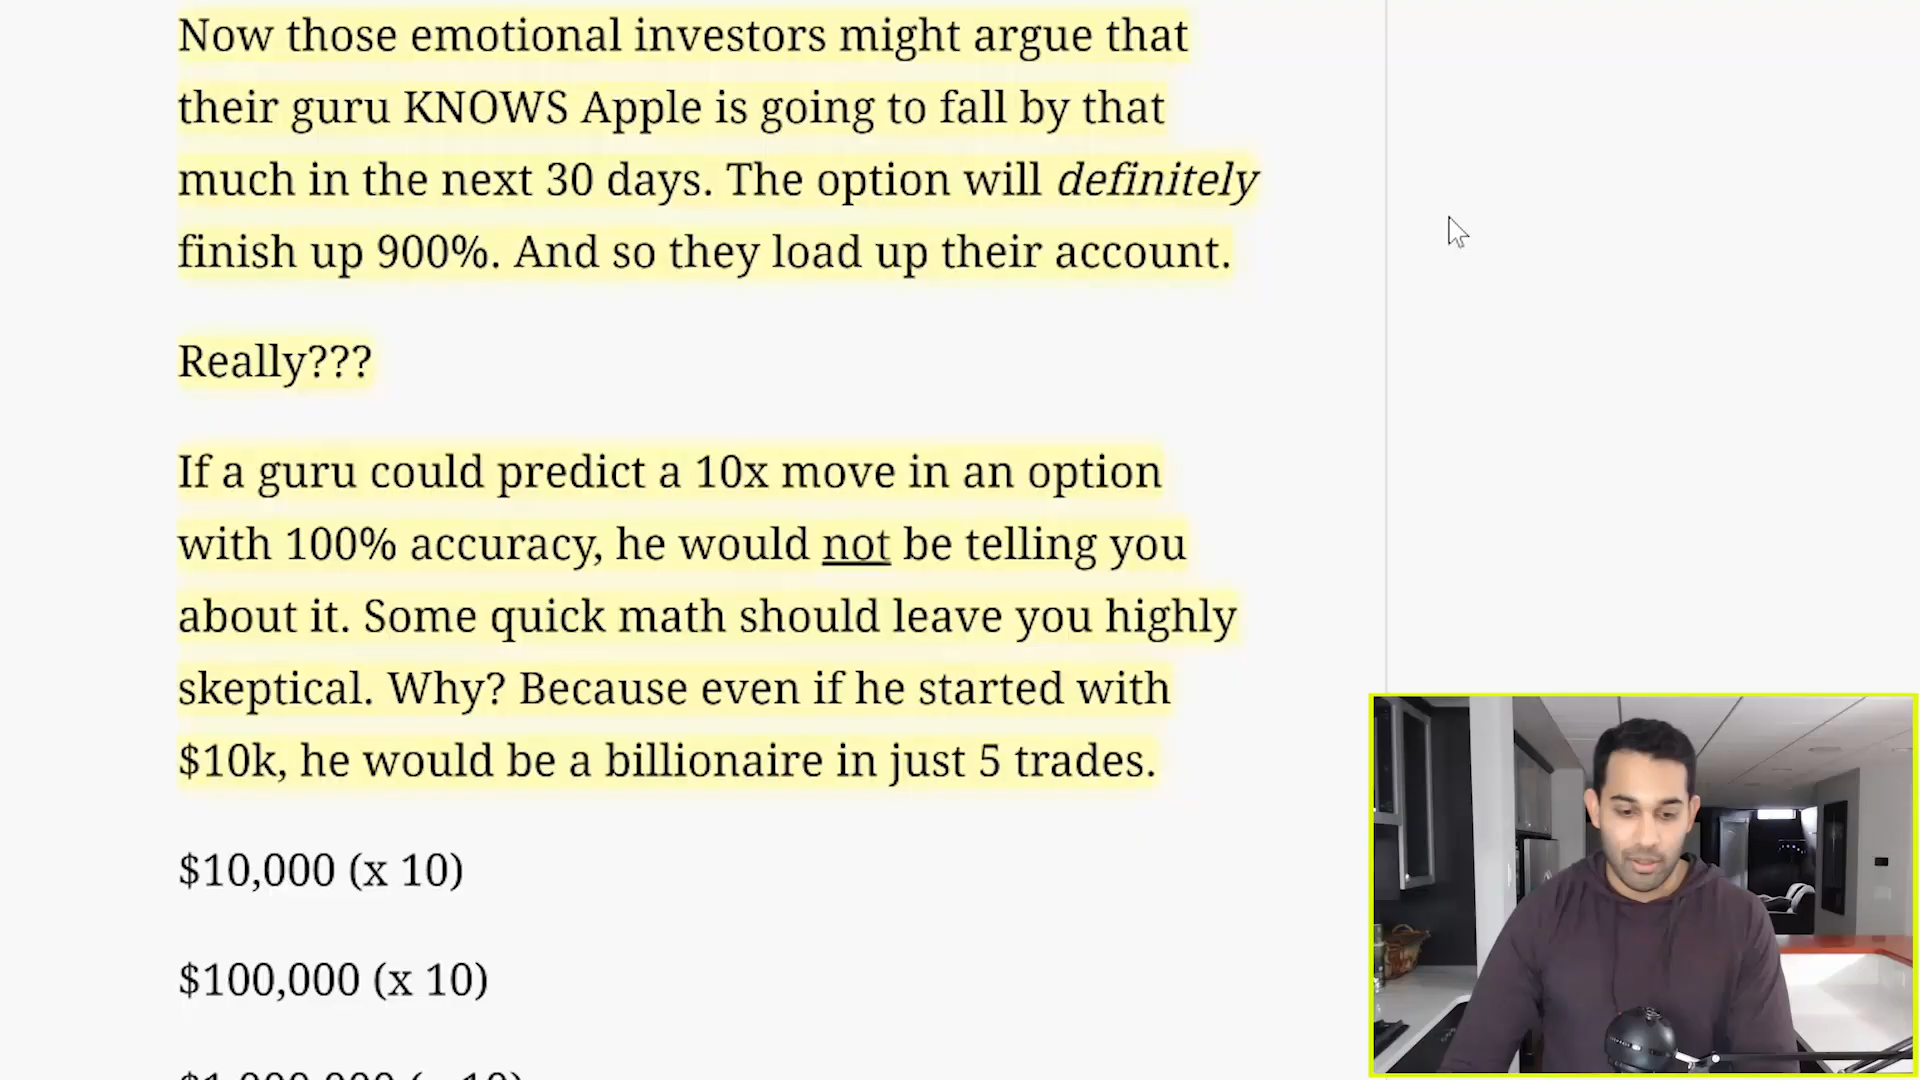 Now those emotional investors might argue that
their guru KNOWS Apple is going to fall by that
much in the next 30 days. The option will definitely
finish up 900%. And so they load up their account.
Really???
If a guru could predict a 10x move in an option
with 100% accuracy, he would not be telling you
about it. Some quick math should leave you highly
skeptical. Why? Because even if he started with
$10k, he would be a billionaire in just 5 trades.
$10,000 (x 10)
$100,000 (x 10)
$1,000,000 (x 10)